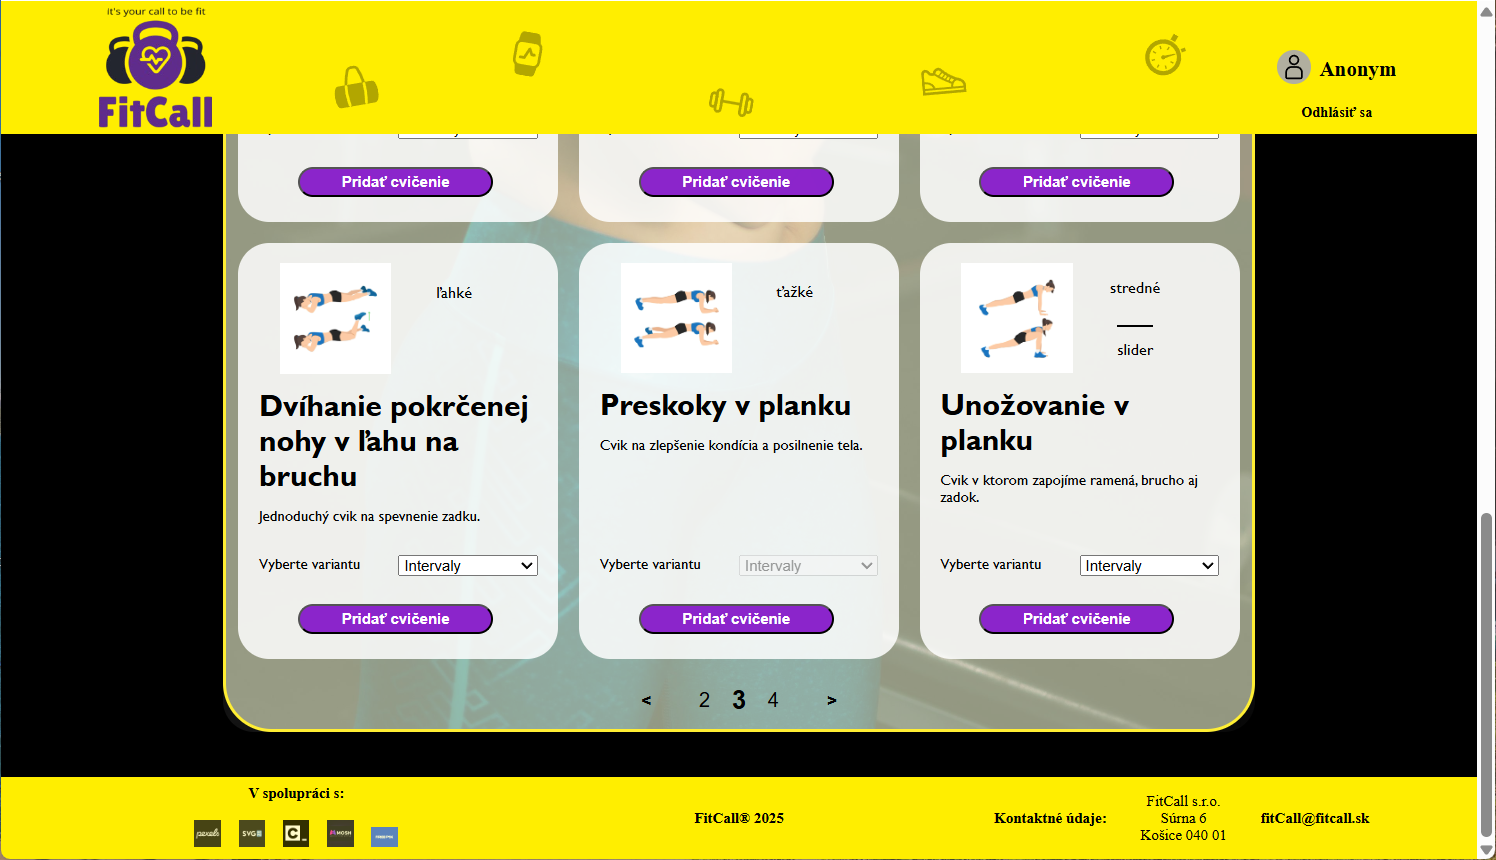 it's your call to be fit
FitCall
Anonym
Odhlásiť sa
Pridať cvičenie
Pridať cvičenie
Pridať cvičenie
ľahké
Dvíhanie pokrčenej
nohy v ľahu na
bruchu
Jednoduchý cvik na spevnenie zadku.
Vyberte variantu
Intervaly
Pridať cvičenie
ťažké
Preskoky v planku
Cvik na zlepšenie kondícia a posilnenie tela.
Vyberte variantu
Intervaly
Pridať cvičenie
stredné
slider
Unožovanie v
planku
Cvik v ktorom zapojíme ramená, brucho aj
zadok.
Vyberte variantu
Intervaly
Pridať cvičenie
< 2 3 4 >
V spolupráci s:
pexels
SVG
C
MOSH
FitCall® 2025
Kontaktné údaje:
FitCall s.r.o.
Súrna 6
Košice 040 01
fitCall@fitcall.sk